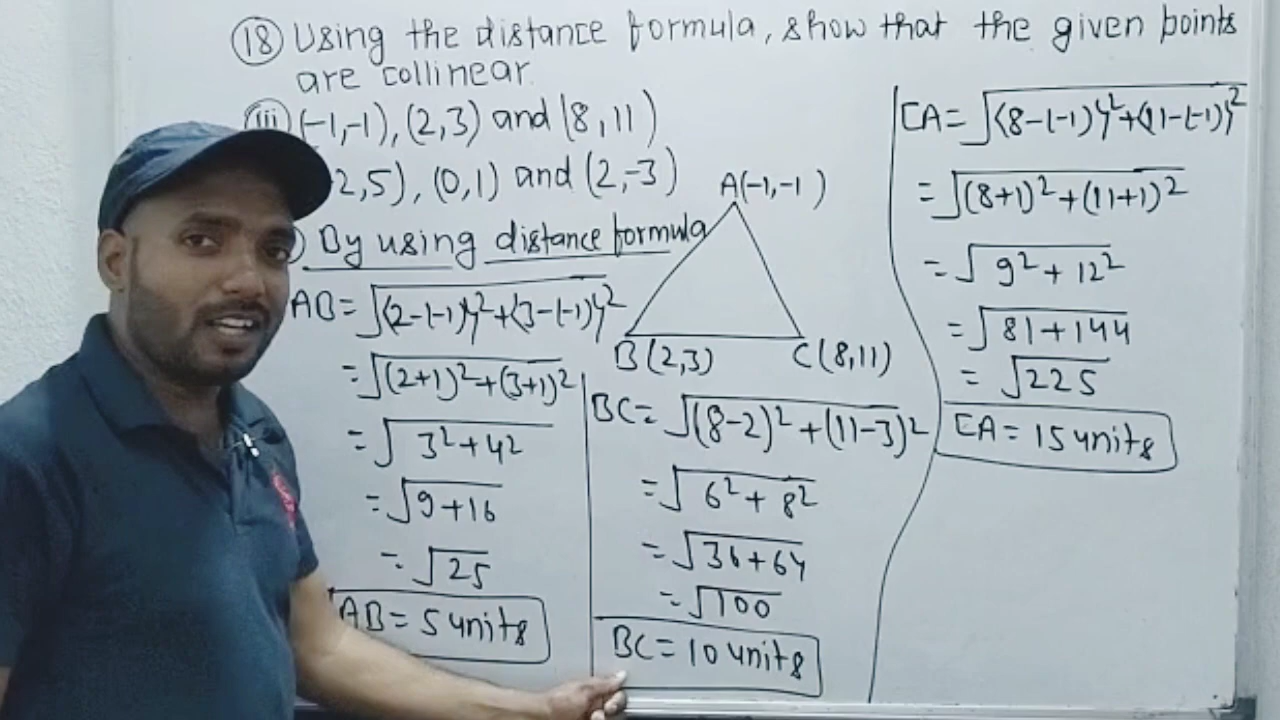 (18) Using the distance formula, show that the given points
are collinear.
(iii) (-1,-1), (2,3) and (8,11)
2,5), (0,1) and (2,-3)
) By using distance formula
A(-1,-1)
B(2,3)
C(8,11)
AB=√(2-(-1))²+(3-(-1))²
=√(2+1)²+(3+1)²
=√3²+4²
=√9+16
=√25
AB=5 units
BC=√(8-2)²+(11-3)²
=√6²+8²
=√36+64
=√100
BC=10 units
CA=√(8-(-1))²+(11-(-1))²
=√(8+1)²+(11+1)²
=√9²+12²
=√81+144
=√225
CA=15 units